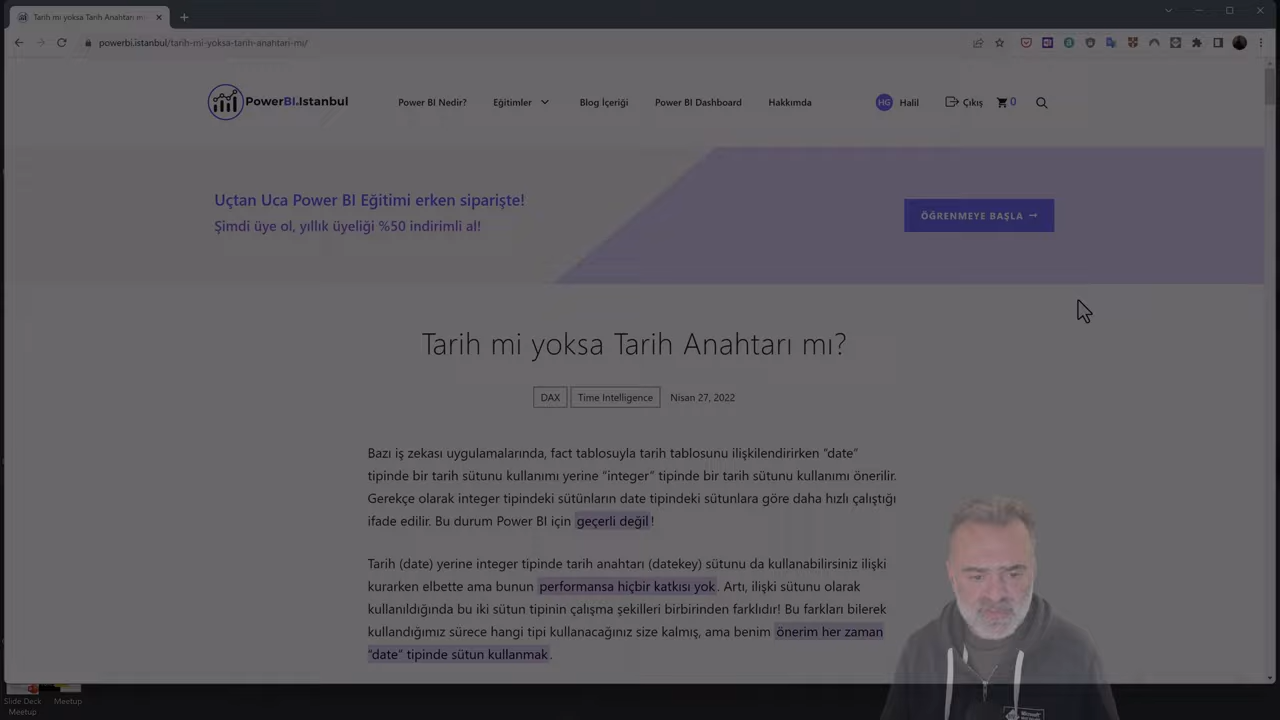 Tarih mi yoksa Tarih Anahtarı mı
powerbi.istanbul/tarih-mi-yoksa-tarih-anahtari-mi/
PowerBI.Istanbul
Power BI Nedir?
Eğitimler
Blog İçeriği
Power BI Dashboard
Hakkımda
HG
Halil
Çıkış
0
Uçtan Uca Power BI Eğitimi erken siparişte!
Şimdi üye ol, yıllık üyeliği %50 indirimli al!
ÖĞRENMEYE BAŞLA →
Tarih mi yoksa Tarih Anahtarı mı?
DAX
Time Intelligence
Nisan 27, 2022
Bazı iş zekası uygulamalarında, fact tablosuyla tarih tablosunu ilişkilendirirken “date”
tipinde bir tarih sütunu kullanımı yerine “integer” tipinde bir tarih sütunu kullanımı önerilir.
Gerekçe olarak integer tipindeki sütünların date tipindeki sütunlara göre daha hızlı çalıştığı
ifade edilir. Bu durum Power BI için geçerli değil!
Tarih (date) yerine integer tipinde tarih anahtarı (datekey) sütunu da kullanabilirsiniz ilişki
kurarken elbette ama bunun performansa hiçbir katkısı yok. Artı, ilişki sütunu olarak
kullanıldığında bu iki sütun tipinin çalışma şekilleri birbirinden farklıdır! Bu farkları bilerek
kullandığımız sürece hangi tipi kullanacağınız size kalmış, ama benim önerim her zaman
“date” tipinde sütun kullanmak.
Slide Deck
Meetup
Meetup
Microsoft